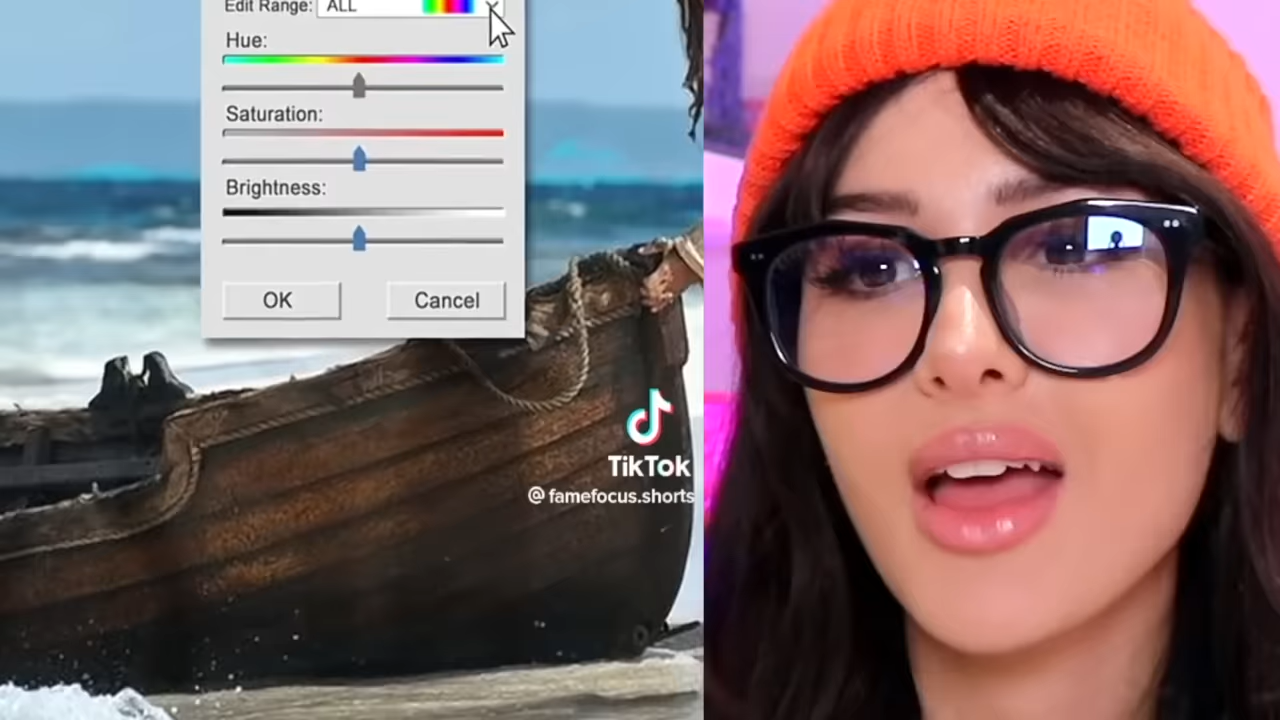 Edit Range: ALL
Hue:
Saturation:
Brightness:
OK Cancel
TikTok
@famefocus.shorts